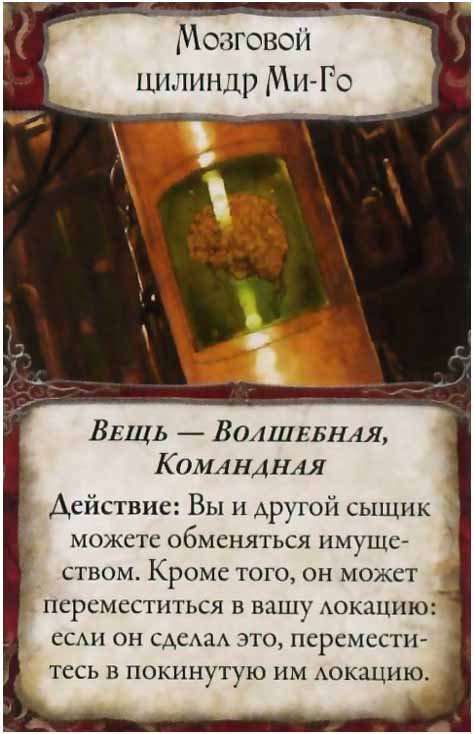 Мозговой
цилиндр Ми-Го
Вещь — Волшебная,
Командная
Действие: Вы и другой сыщик
можете обменяться имуще-
ством. Кроме того, он может
переместиться в вашу локацию:
если он сделал это, перемести-
тесь в покинутую им локацию.